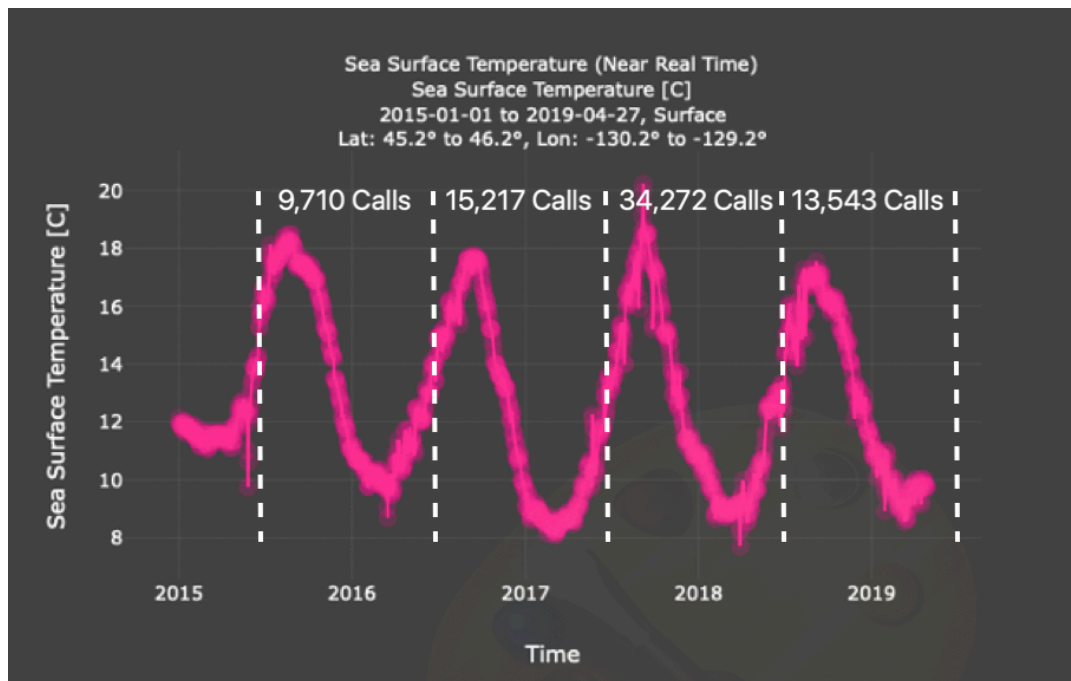 Sea Surface Temperature (Near Real Time)
Sea Surface Temperature [C]
2015-01-01 to 2019-04-27, Surface
Lat: 45.2° to 46.2°, Lon: -130.2° to -129.2°
9,710 Calls 15,217 Calls 34,272 Calls 13,543 Calls
Sea Surface Temperature [C]
20
18
16
14
12
10
8
2015 2016 2017 2018 2019
Time